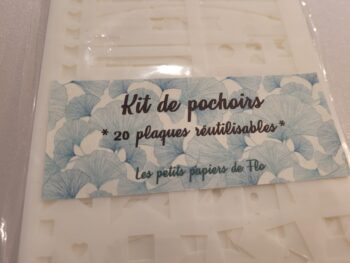 Kit de pochoirs
* 20 plaques réutilisables *
Les petits papiers de Flo